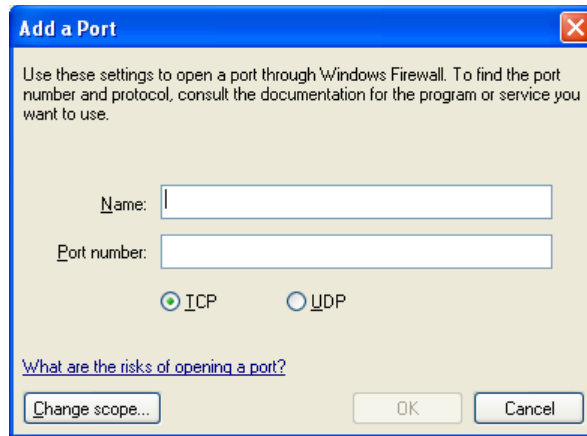 Add a Port
Use these settings to open a port through Windows Firewall. To find the port
number and protocol, consult the documentation for the program or service you
want to use.
Name:
Port number:
TCP
UDP
What are the risks of opening a port?
Change scope...
OK
Cancel